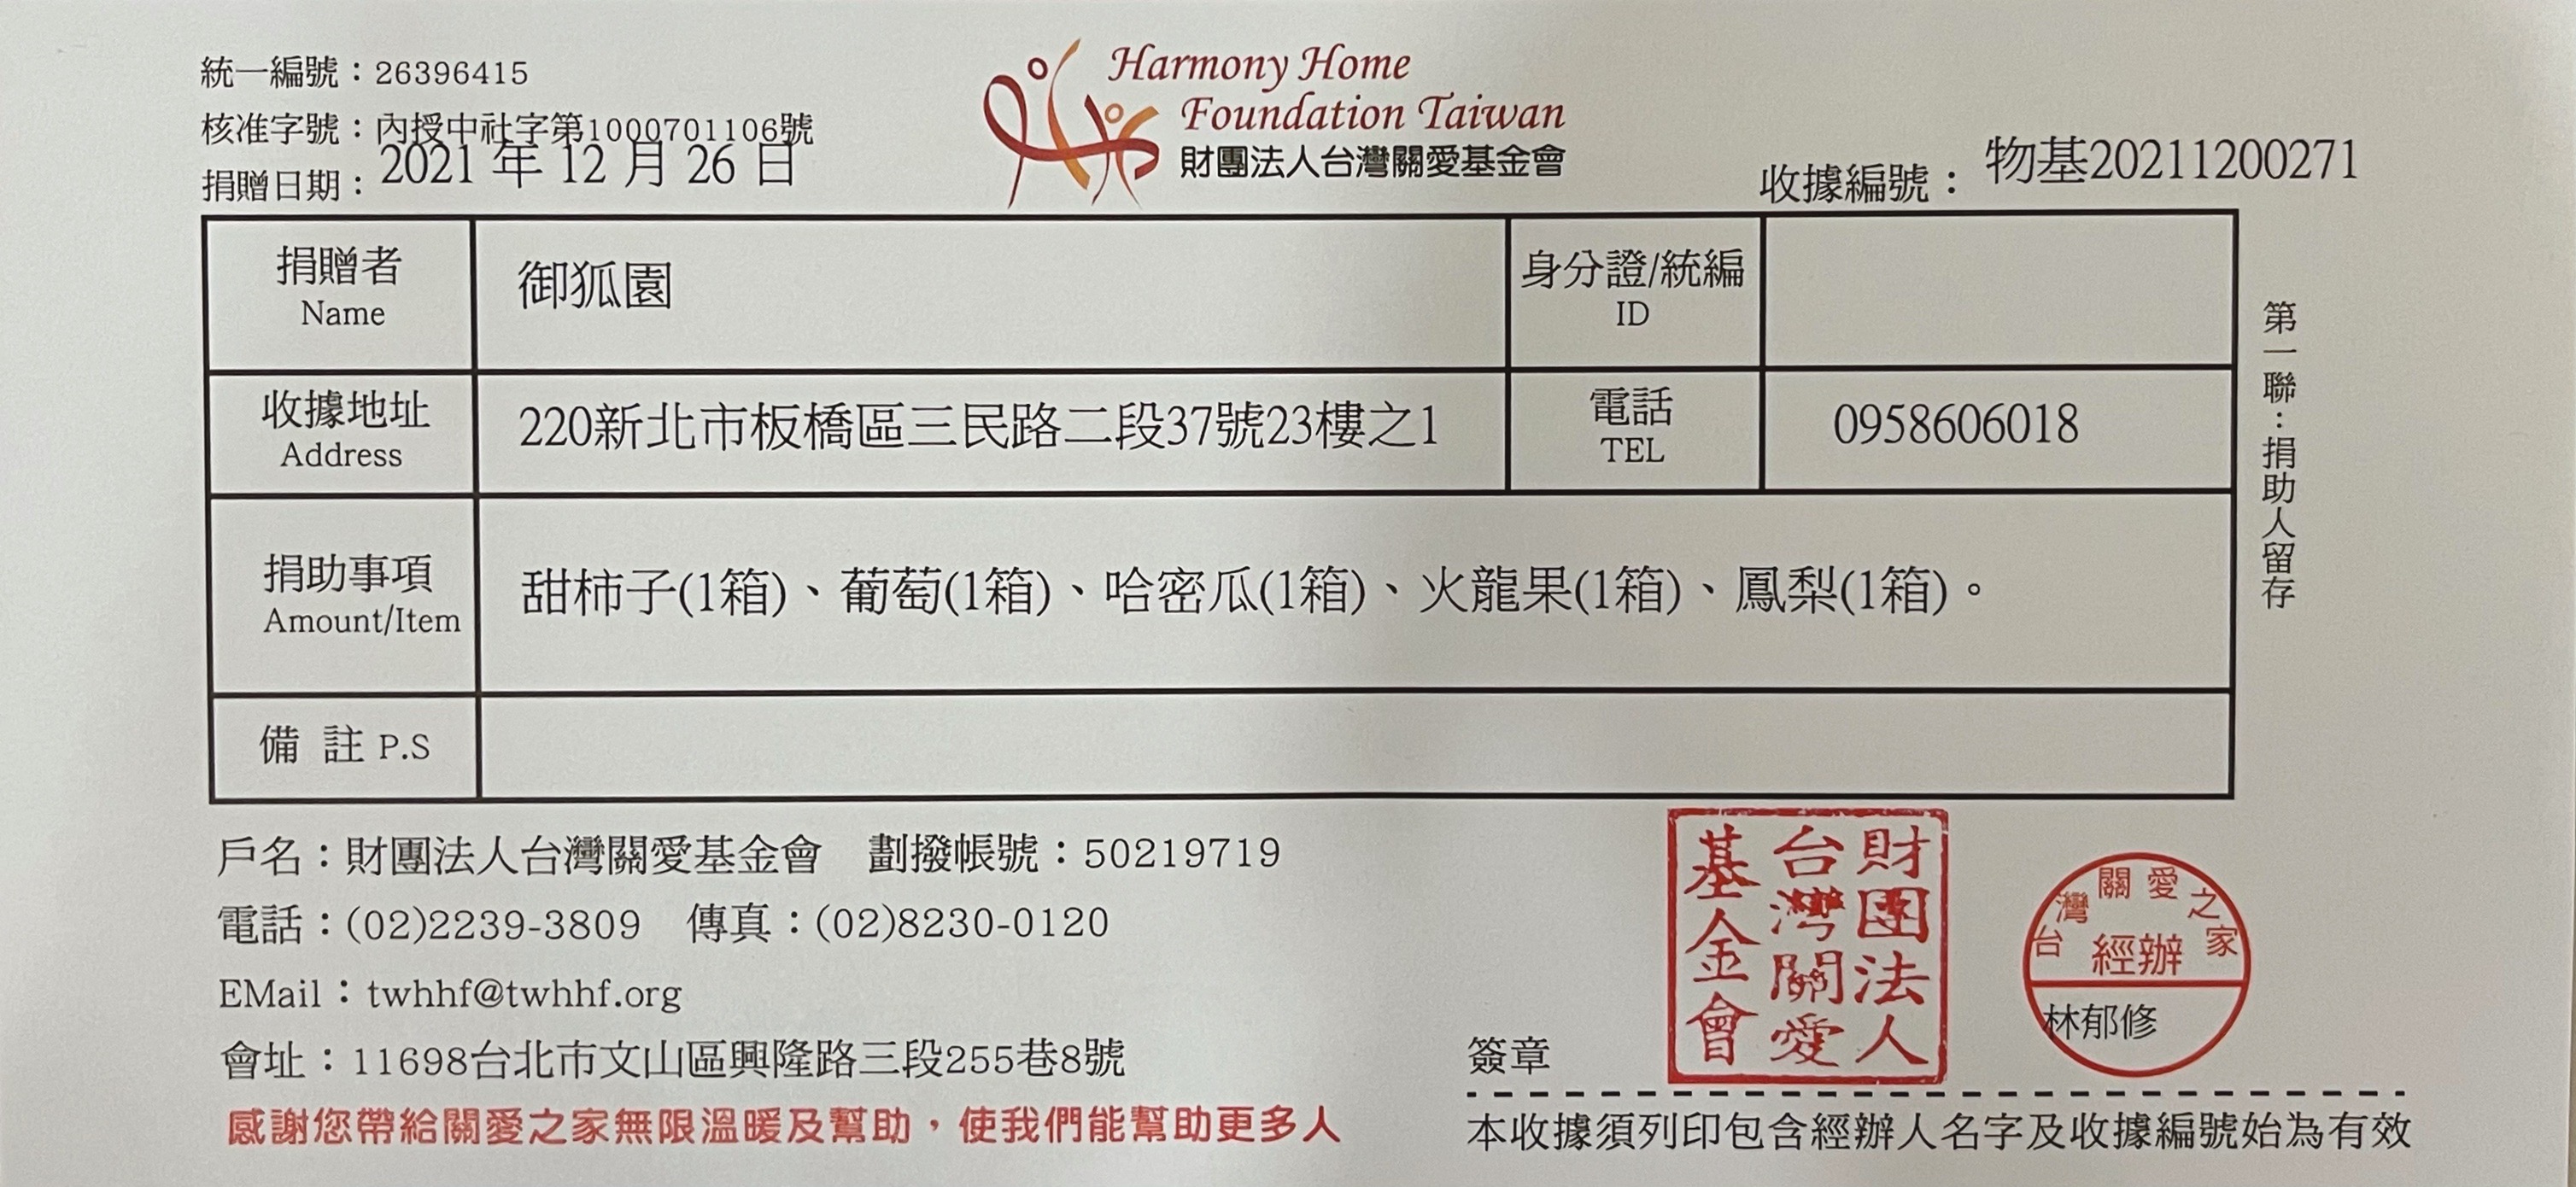 統一編號：26396415
核准字號：內授中社字第1000701106號
捐贈日期：2021 年 12 月 26 日
Harmony Home
Foundation Taiwan
財團法人台灣關愛基金會
收據編號： 物基20211200271
捐贈者
Name
御狐園
身分證/統編
ID
收據地址
Address
220新北市板橋區三民路二段37號23樓之1
電話
TEL
0958606018
捐助事項
Amount/Item
甜柿子(1箱)、葡萄(1箱)、哈密瓜(1箱)、火龍果(1箱)、鳳梨(1箱)。
備 註 P.S
第一聯：捐助人留存
戶名：財團法人台灣關愛基金會 劃撥帳號：50219719
電話：(02)2239-3809 傳真：(02)8230-0120
EMail：twhhf@twhhf.org
會址：11698台北市文山區興隆路三段255巷8號
感謝您帶給關愛之家無限溫暖及幫助，使我們能幫助更多人
簽章
財團法人
台灣關愛
基金會
台灣關愛之家
經辦
林郁修
本收據須列印包含經辦人名字及收據編號始為有效